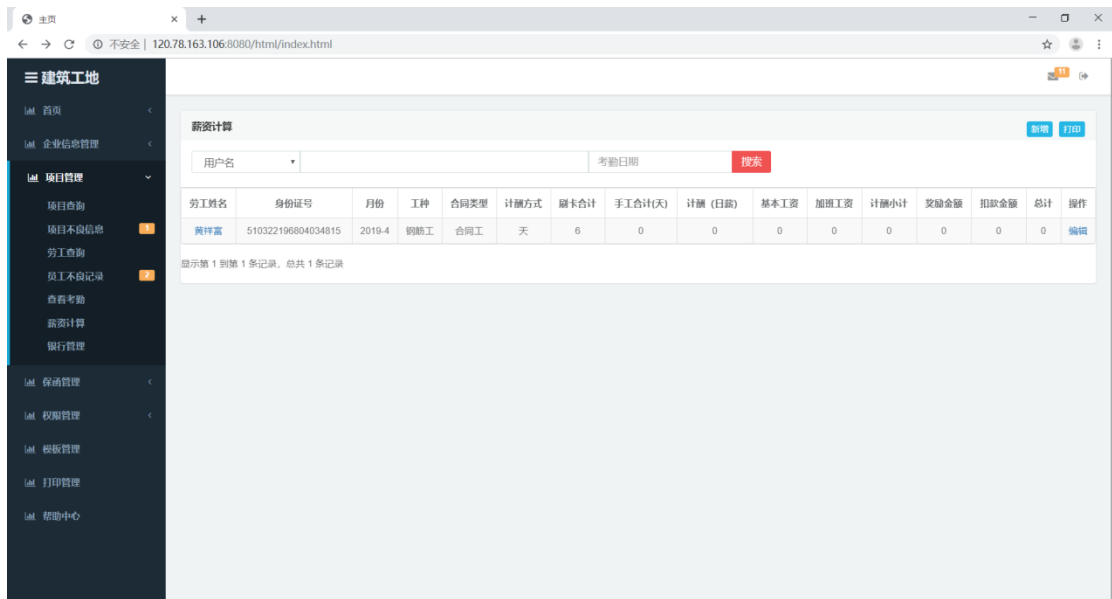 主页
不安全 | 120.78.163.106:8080/html/index.html
建筑工地
11
首页
企业信息管理
项目管理
项目查询
项目不良信息 1
劳工查询
员工不良记录 2
查看考勤
薪资计算
银行管理
保函管理
权限管理
模板管理
打印管理
帮助中心
薪资计算 新增 打印
用户名 考勤日期 搜索
劳工姓名 身份证号 月份 工种 合同类型 计酬方式 刷卡合计 手工合计(天) 计酬 (日薪) 基本工资 加班工资 计酬小计 奖励金额 扣款金额 总计 操作
黄祥富 510322196804034815 2019-4 钢筋工 合同工 天 6 0 0 0 0 0 0 0 0 编辑
显示第 1 到第 1 条记录，总共 1 条记录